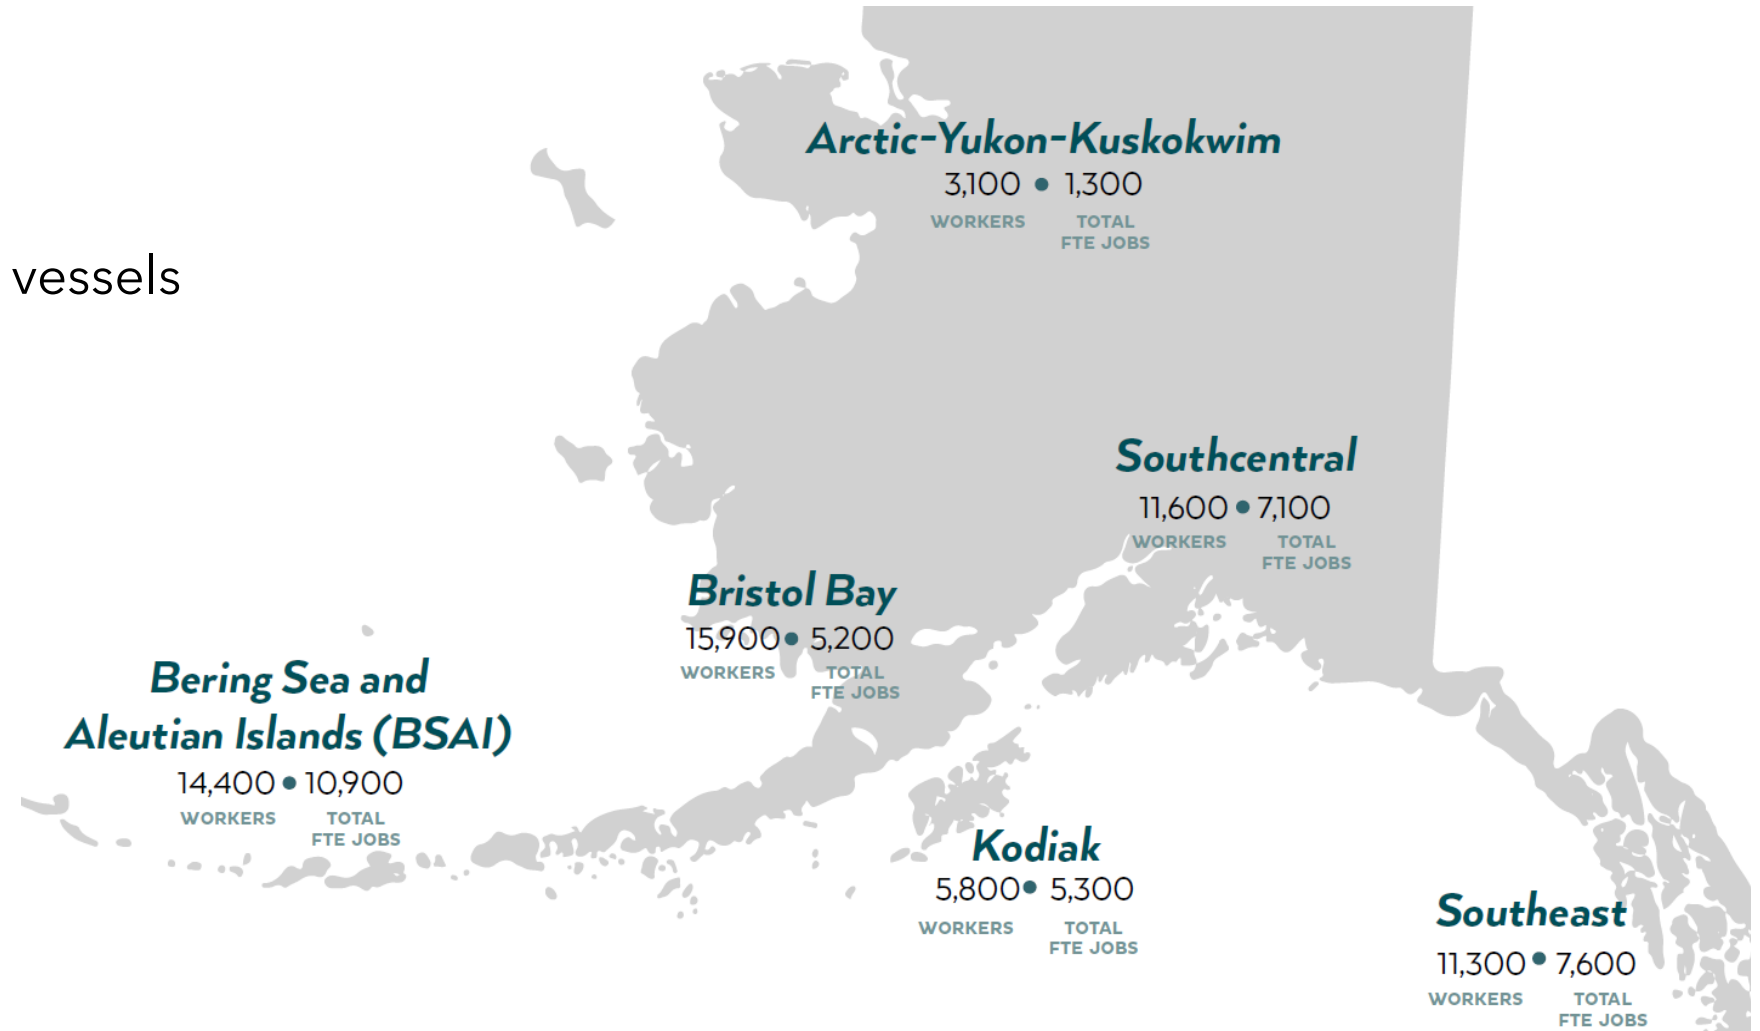 Arctic-Yukon-Kuskokwim
3,100 • 1,300
WORKERS TOTAL
FTE JOBS
vessels
Southcentral
11,600 • 7,100
WORKERS TOTAL
FTE JOBS
Bristol Bay
15,900 • 5,200
WORKERS TOTAL
FTE JOBS
Bering Sea and
Aleutian Islands (BSAI)
14,400 • 10,900
WORKERS TOTAL
FTE JOBS
Kodiak
5,800 • 5,300
WORKERS TOTAL
FTE JOBS
Southeast
11,300 • 7,600
WORKERS TOTAL
FTE JOBS